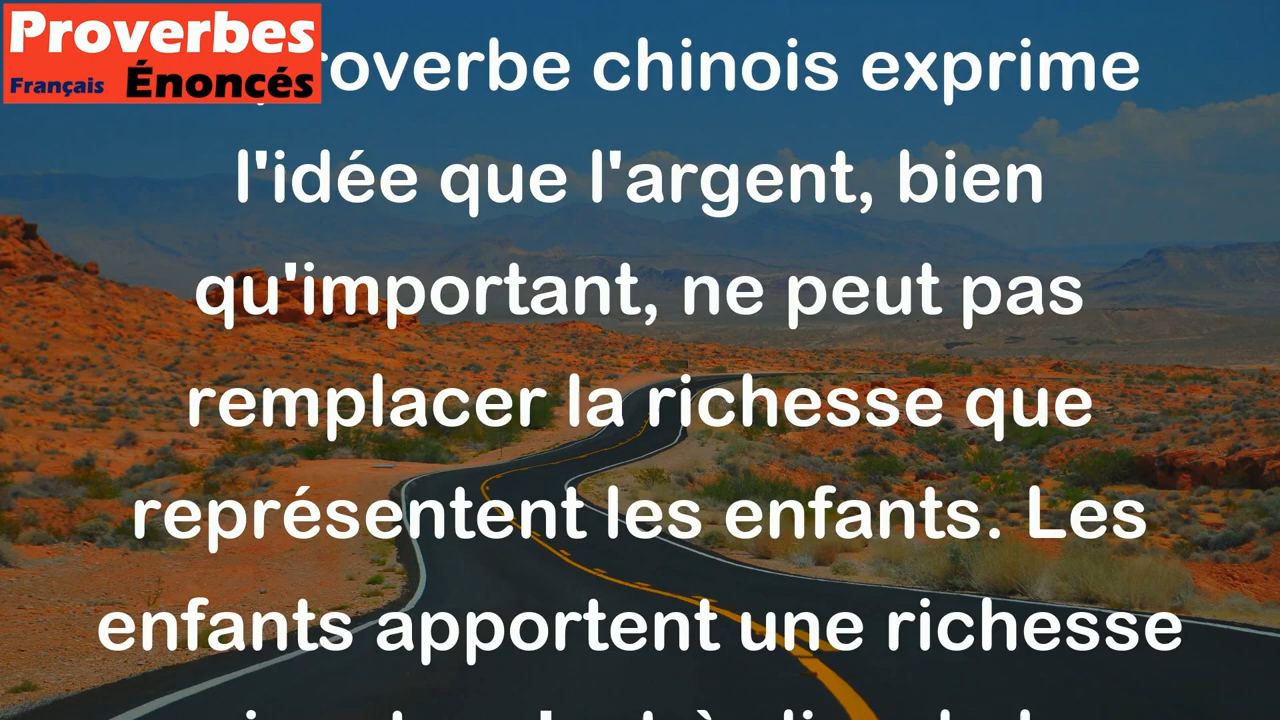 Proverbes
Français Énoncés
proverbe chinois exprime
l'idée que l'argent, bien
qu'important, ne peut pas
remplacer la richesse que
représentent les enfants. Les
enfants apportent une richesse